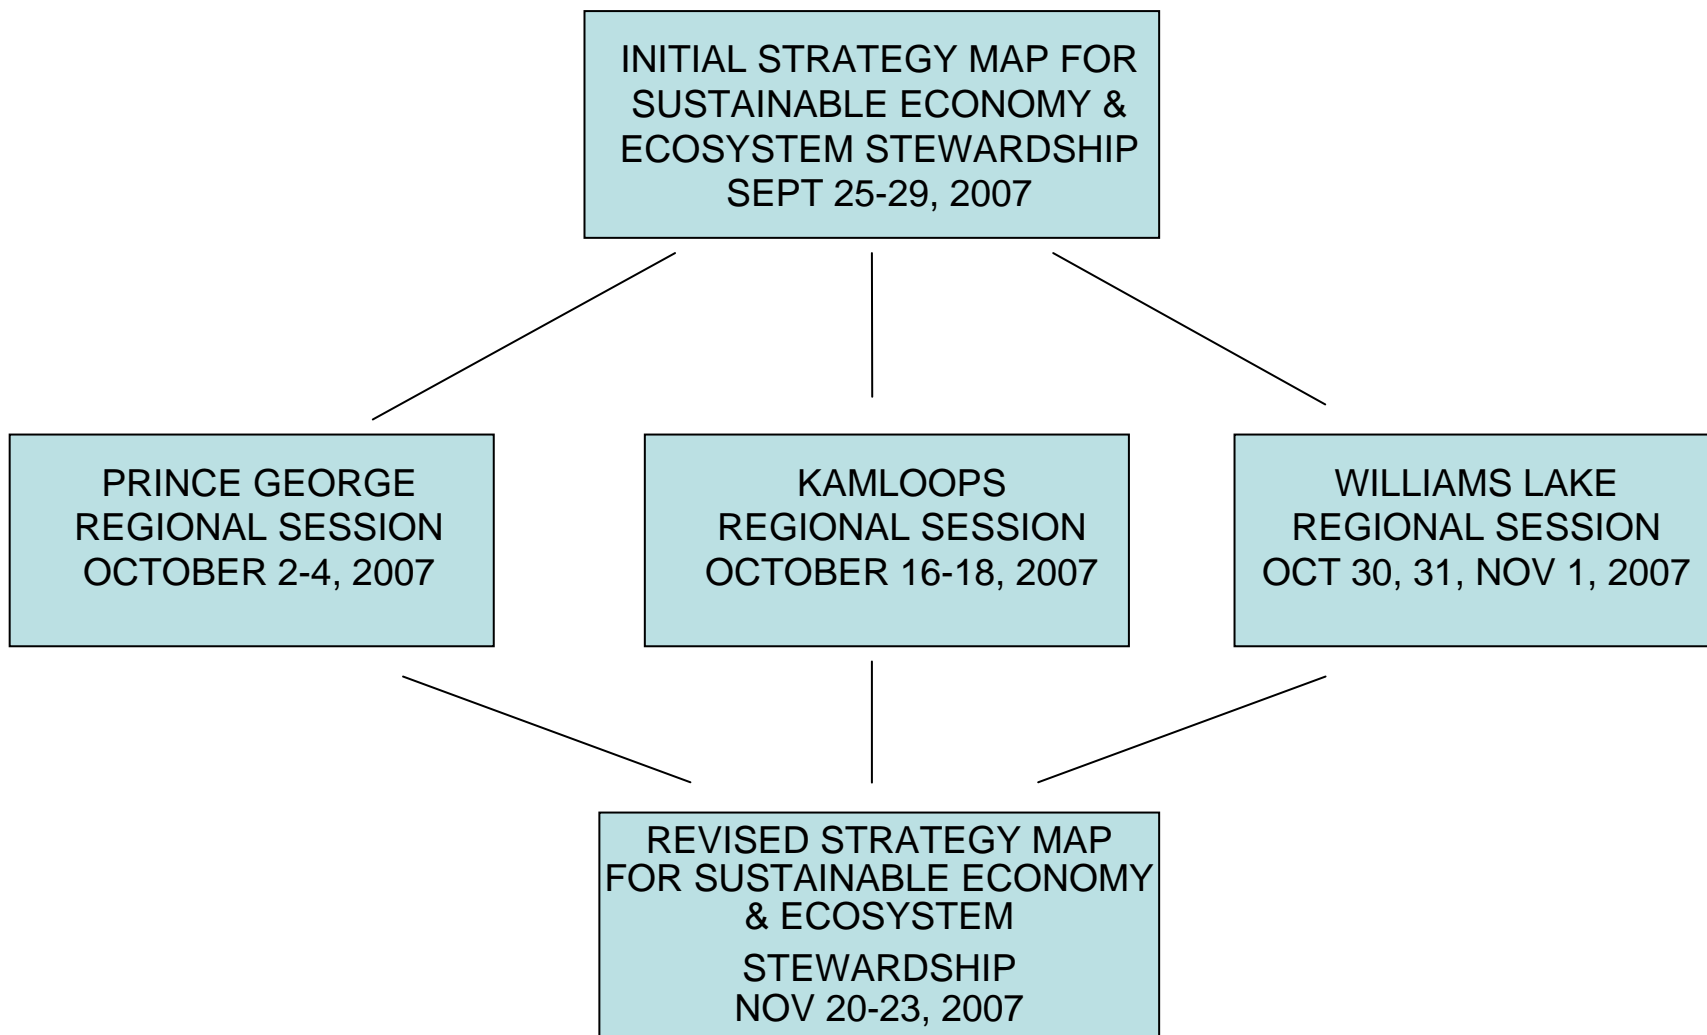 INITIAL STRATEGY MAP FOR
SUSTAINABLE ECONOMY &
ECOSYSTEM STEWARDSHIP
SEPT 25-29, 2007
PRINCE GEORGE
REGIONAL SESSION
OCTOBER 2-4, 2007
KAMLOOPS
REGIONAL SESSION
OCTOBER 16-18, 2007
WILLIAMS LAKE
REGIONAL SESSION
OCT 30, 31, NOV 1, 2007
REVISED STRATEGY MAP
FOR SUSTAINABLE ECONOMY
& ECOSYSTEM
STEWARDSHIP
NOV 20-23, 2007